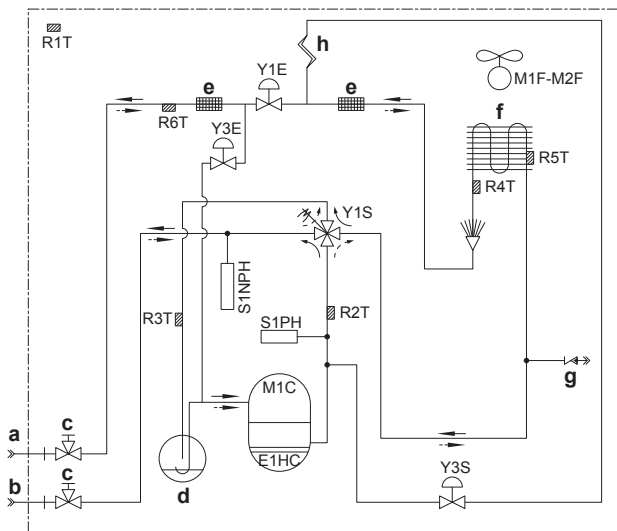 R1T
h
Y1E
e
e
M1F-M2F
f
R6T
Y3E
R5T
R4T
Y1S
S1NPH
R3T
S1PH
R2T
g
M1C
a
c
E1HC
b
c
d
Y3S